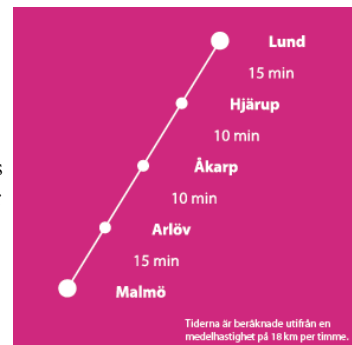 Lund
15 min
Hjärup
10 min
Åkarp
10 min
Arlöv
15 min
Malmö
Tiderna är beräknade utifrån en
medelhastighet på 18 km per timme.